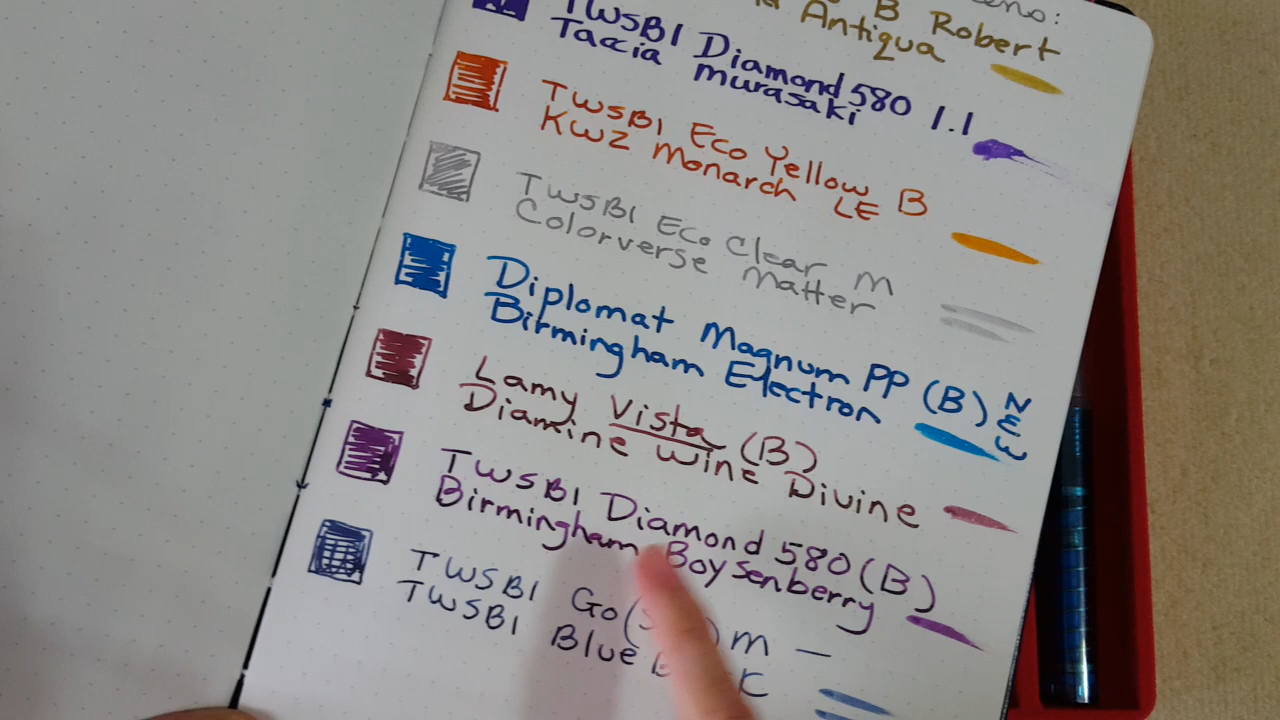 B Robert
Antiqua
TWSBI Diamond 580 1.1
Taccia murasaki
TWSBI Eco Yellow B
KWZ Monarch LE
TWSBI Eco Clear M
Colorverse Matter
Diplomat Magnum PP (B) NEW
Birmingham Electron
Lamy Vista (B)
Diamine Wine Divine
TWSBI Diamond 580 (B)
Birmingham Boysenberry
TWSBI Go M —
TWSBI Blue